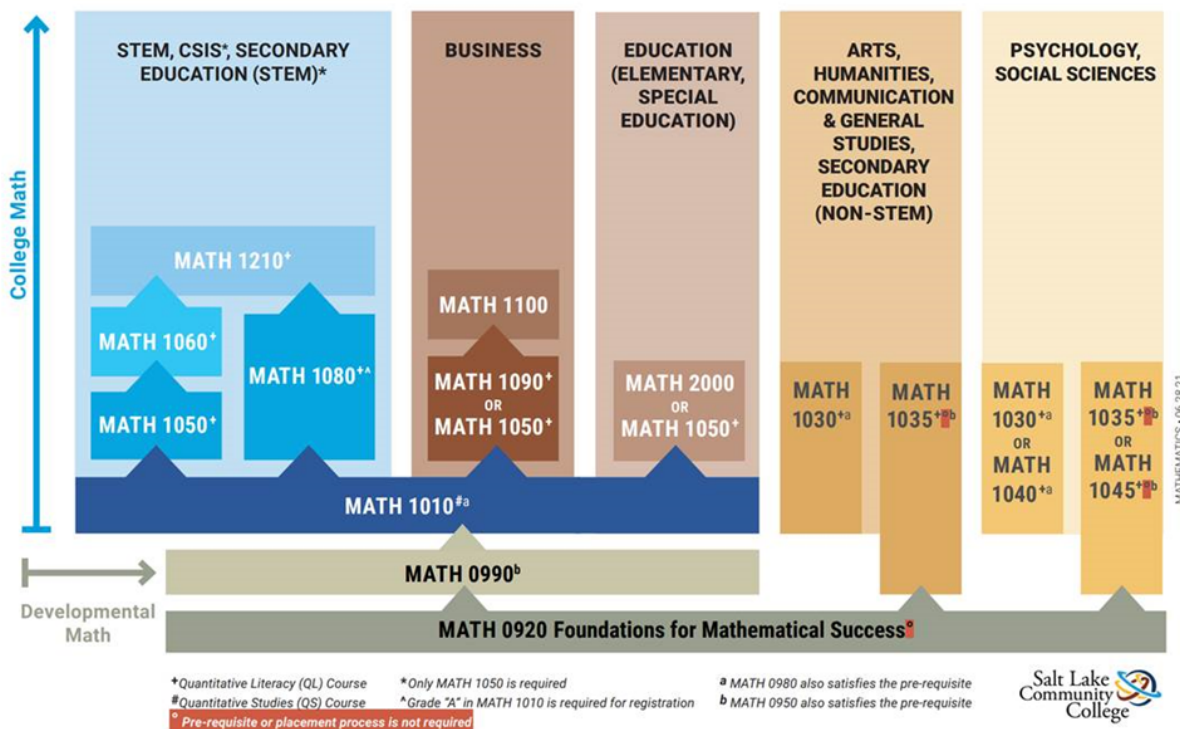 College Math
STEM, CSIS*, SECONDARY
EDUCATION (STEM)*
MATH 1210⁺
MATH 1060⁺
MATH 1080⁺^
MATH 1050⁺
BUSINESS
MATH 1100
MATH 1090⁺
OR
MATH 1050⁺
EDUCATION
(ELEMENTARY,
SPECIAL
EDUCATION)
MATH 2000
OR
MATH 1050⁺
ARTS,
HUMANITIES,
COMMUNICATION
& GENERAL
STUDIES,
SECONDARY
EDUCATION
(NON-STEM)
MATH
1030⁺ᵃ
MATH
1035⁺°ᵇ
PSYCHOLOGY,
SOCIAL SCIENCES
MATH
1030⁺ᵃ
OR
MATH
1040⁺ᵃ
MATH
1035⁺°ᵇ
OR
MATH
1045⁺°ᵇ
MATH 1010#ᵃ
MATH 0990ᵇ
Developmental
Math
MATH 0920 Foundations for Mathematical Success°
MATHEMATICS • 06.28.21
⁺Quantitative Literacy (QL) Course
#Quantitative Studies (QS) Course
° Pre-requisite or placement process is not required
*Only MATH 1050 is required
^Grade "A" in MATH 1010 is required for registration
ᵃ MATH 0980 also satisfies the pre-requisite
ᵇ MATH 0950 also satisfies the pre-requisite
Salt Lake
Community
College